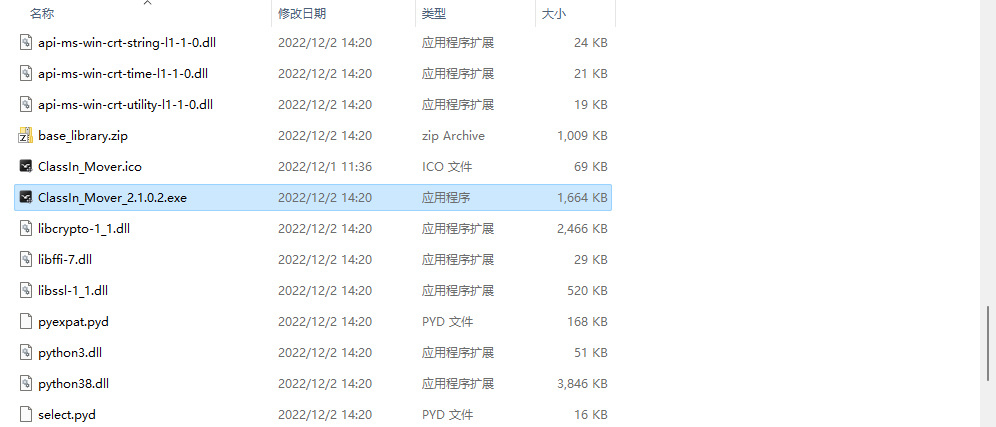 名称 修改日期 类型 大小
api-ms-win-crt-string-l1-1-0.dll 2022/12/2 14:20 应用程序扩展 24 KB
api-ms-win-crt-time-l1-1-0.dll 2022/12/2 14:20 应用程序扩展 21 KB
api-ms-win-crt-utility-l1-1-0.dll 2022/12/2 14:20 应用程序扩展 19 KB
base_library.zip 2022/12/2 14:20 zip Archive 1,009 KB
ClassIn_Mover.ico 2022/12/1 11:36 ICO 文件 69 KB
ClassIn_Mover_2.1.0.2.exe 2022/12/2 14:20 应用程序 1,664 KB
libcrypto-1_1.dll 2022/12/2 14:20 应用程序扩展 2,466 KB
libffi-7.dll 2022/12/2 14:20 应用程序扩展 29 KB
libssl-1_1.dll 2022/12/2 14:20 应用程序扩展 520 KB
pyexpat.pyd 2022/12/2 14:20 PYD 文件 168 KB
python3.dll 2022/12/2 14:20 应用程序扩展 51 KB
python38.dll 2022/12/2 14:20 应用程序扩展 3,846 KB
select.pyd 2022/12/2 14:20 PYD 文件 16 KB